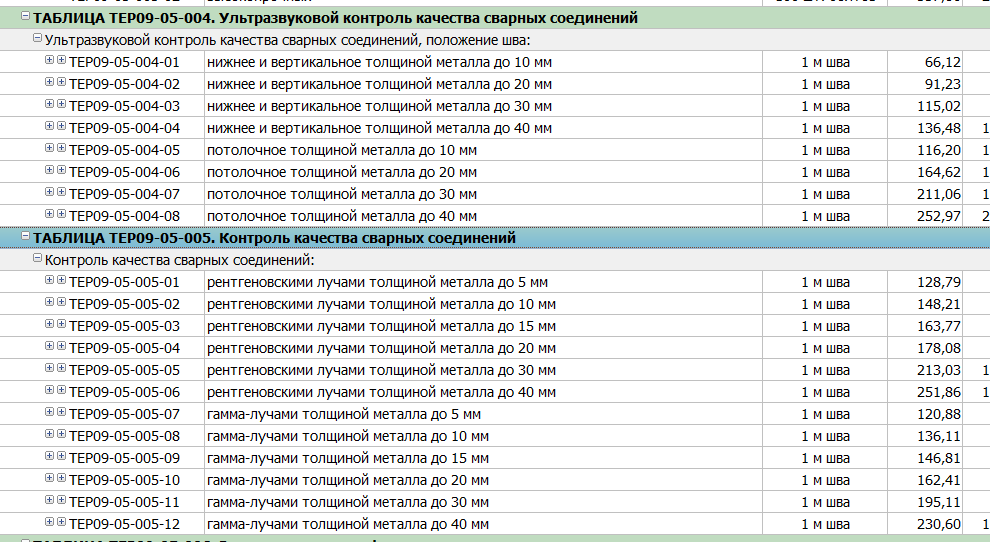 ТАБЛИЦА ТЕР09-05-004. Ультразвуковой контроль качества сварных соединений
Ультразвуковой контроль качества сварных соединений, положение шва:
ТЕР09-05-004-01 нижнее и вертикальное толщиной металла до 10 мм 1 м шва 66,12
ТЕР09-05-004-02 нижнее и вертикальное толщиной металла до 20 мм 1 м шва 91,23
ТЕР09-05-004-03 нижнее и вертикальное толщиной металла до 30 мм 1 м шва 115,02
ТЕР09-05-004-04 нижнее и вертикальное толщиной металла до 40 мм 1 м шва 136,48 1
ТЕР09-05-004-05 потолочное толщиной металла до 10 мм 1 м шва 116,20 1
ТЕР09-05-004-06 потолочное толщиной металла до 20 мм 1 м шва 164,62 1
ТЕР09-05-004-07 потолочное толщиной металла до 30 мм 1 м шва 211,06 1
ТЕР09-05-004-08 потолочное толщиной металла до 40 мм 1 м шва 252,97 2
ТАБЛИЦА ТЕР09-05-005. Контроль качества сварных соединений
Контроль качества сварных соединений:
ТЕР09-05-005-01 рентгеновскими лучами толщиной металла до 5 мм 1 м шва 128,79
ТЕР09-05-005-02 рентгеновскими лучами толщиной металла до 10 мм 1 м шва 148,21
ТЕР09-05-005-03 рентгеновскими лучами толщиной металла до 15 мм 1 м шва 163,77
ТЕР09-05-005-04 рентгеновскими лучами толщиной металла до 20 мм 1 м шва 178,08
ТЕР09-05-005-05 рентгеновскими лучами толщиной металла до 30 мм 1 м шва 213,03 1
ТЕР09-05-005-06 рентгеновскими лучами толщиной металла до 40 мм 1 м шва 251,86 1
ТЕР09-05-005-07 гамма-лучами толщиной металла до 5 мм 1 м шва 120,88
ТЕР09-05-005-08 гамма-лучами толщиной металла до 10 мм 1 м шва 136,11
ТЕР09-05-005-09 гамма-лучами толщиной металла до 15 мм 1 м шва 146,81
ТЕР09-05-005-10 гамма-лучами толщиной металла до 20 мм 1 м шва 162,41
ТЕР09-05-005-11 гамма-лучами толщиной металла до 30 мм 1 м шва 195,11
ТЕР09-05-005-12 гамма-лучами толщиной металла до 40 мм 1 м шва 230,60 1